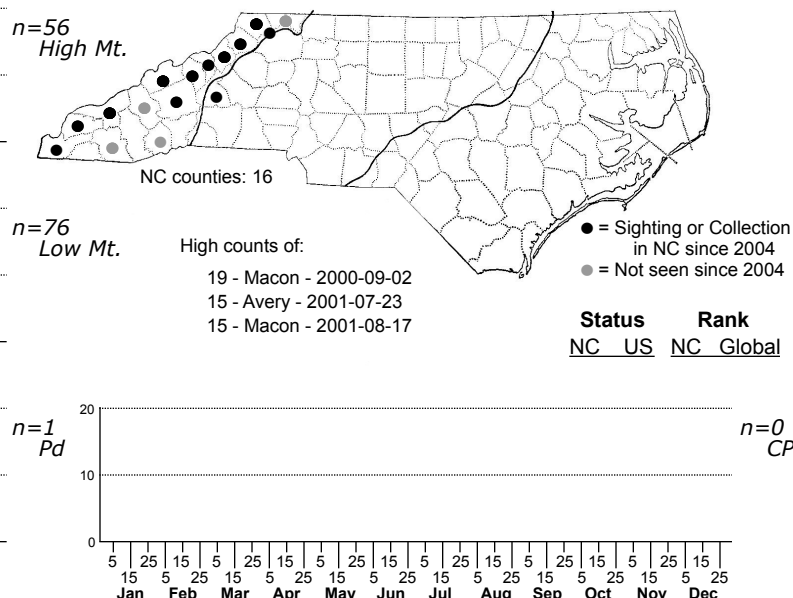 n=56
High Mt.
NC counties: 16
n=76
Low Mt.
High counts of:
19 - Macon - 2000-09-02
15 - Avery - 2001-07-23
15 - Macon - 2001-08-17
● = Sighting or Collection
in NC since 2004
● = Not seen since 2004
Status Rank
NC US NC Global
n=1
Pd
n=0
CP
20
10
0
5 25 15 5 25 15 5 25 15 5 25 15 5 25 15 5 25 15
15 5 25 15 5 25 15 5 25 15 5 25 15 5 25 15 5 25
Jan Feb Mar Apr May Jun Jul Aug Sep Oct Nov Dec